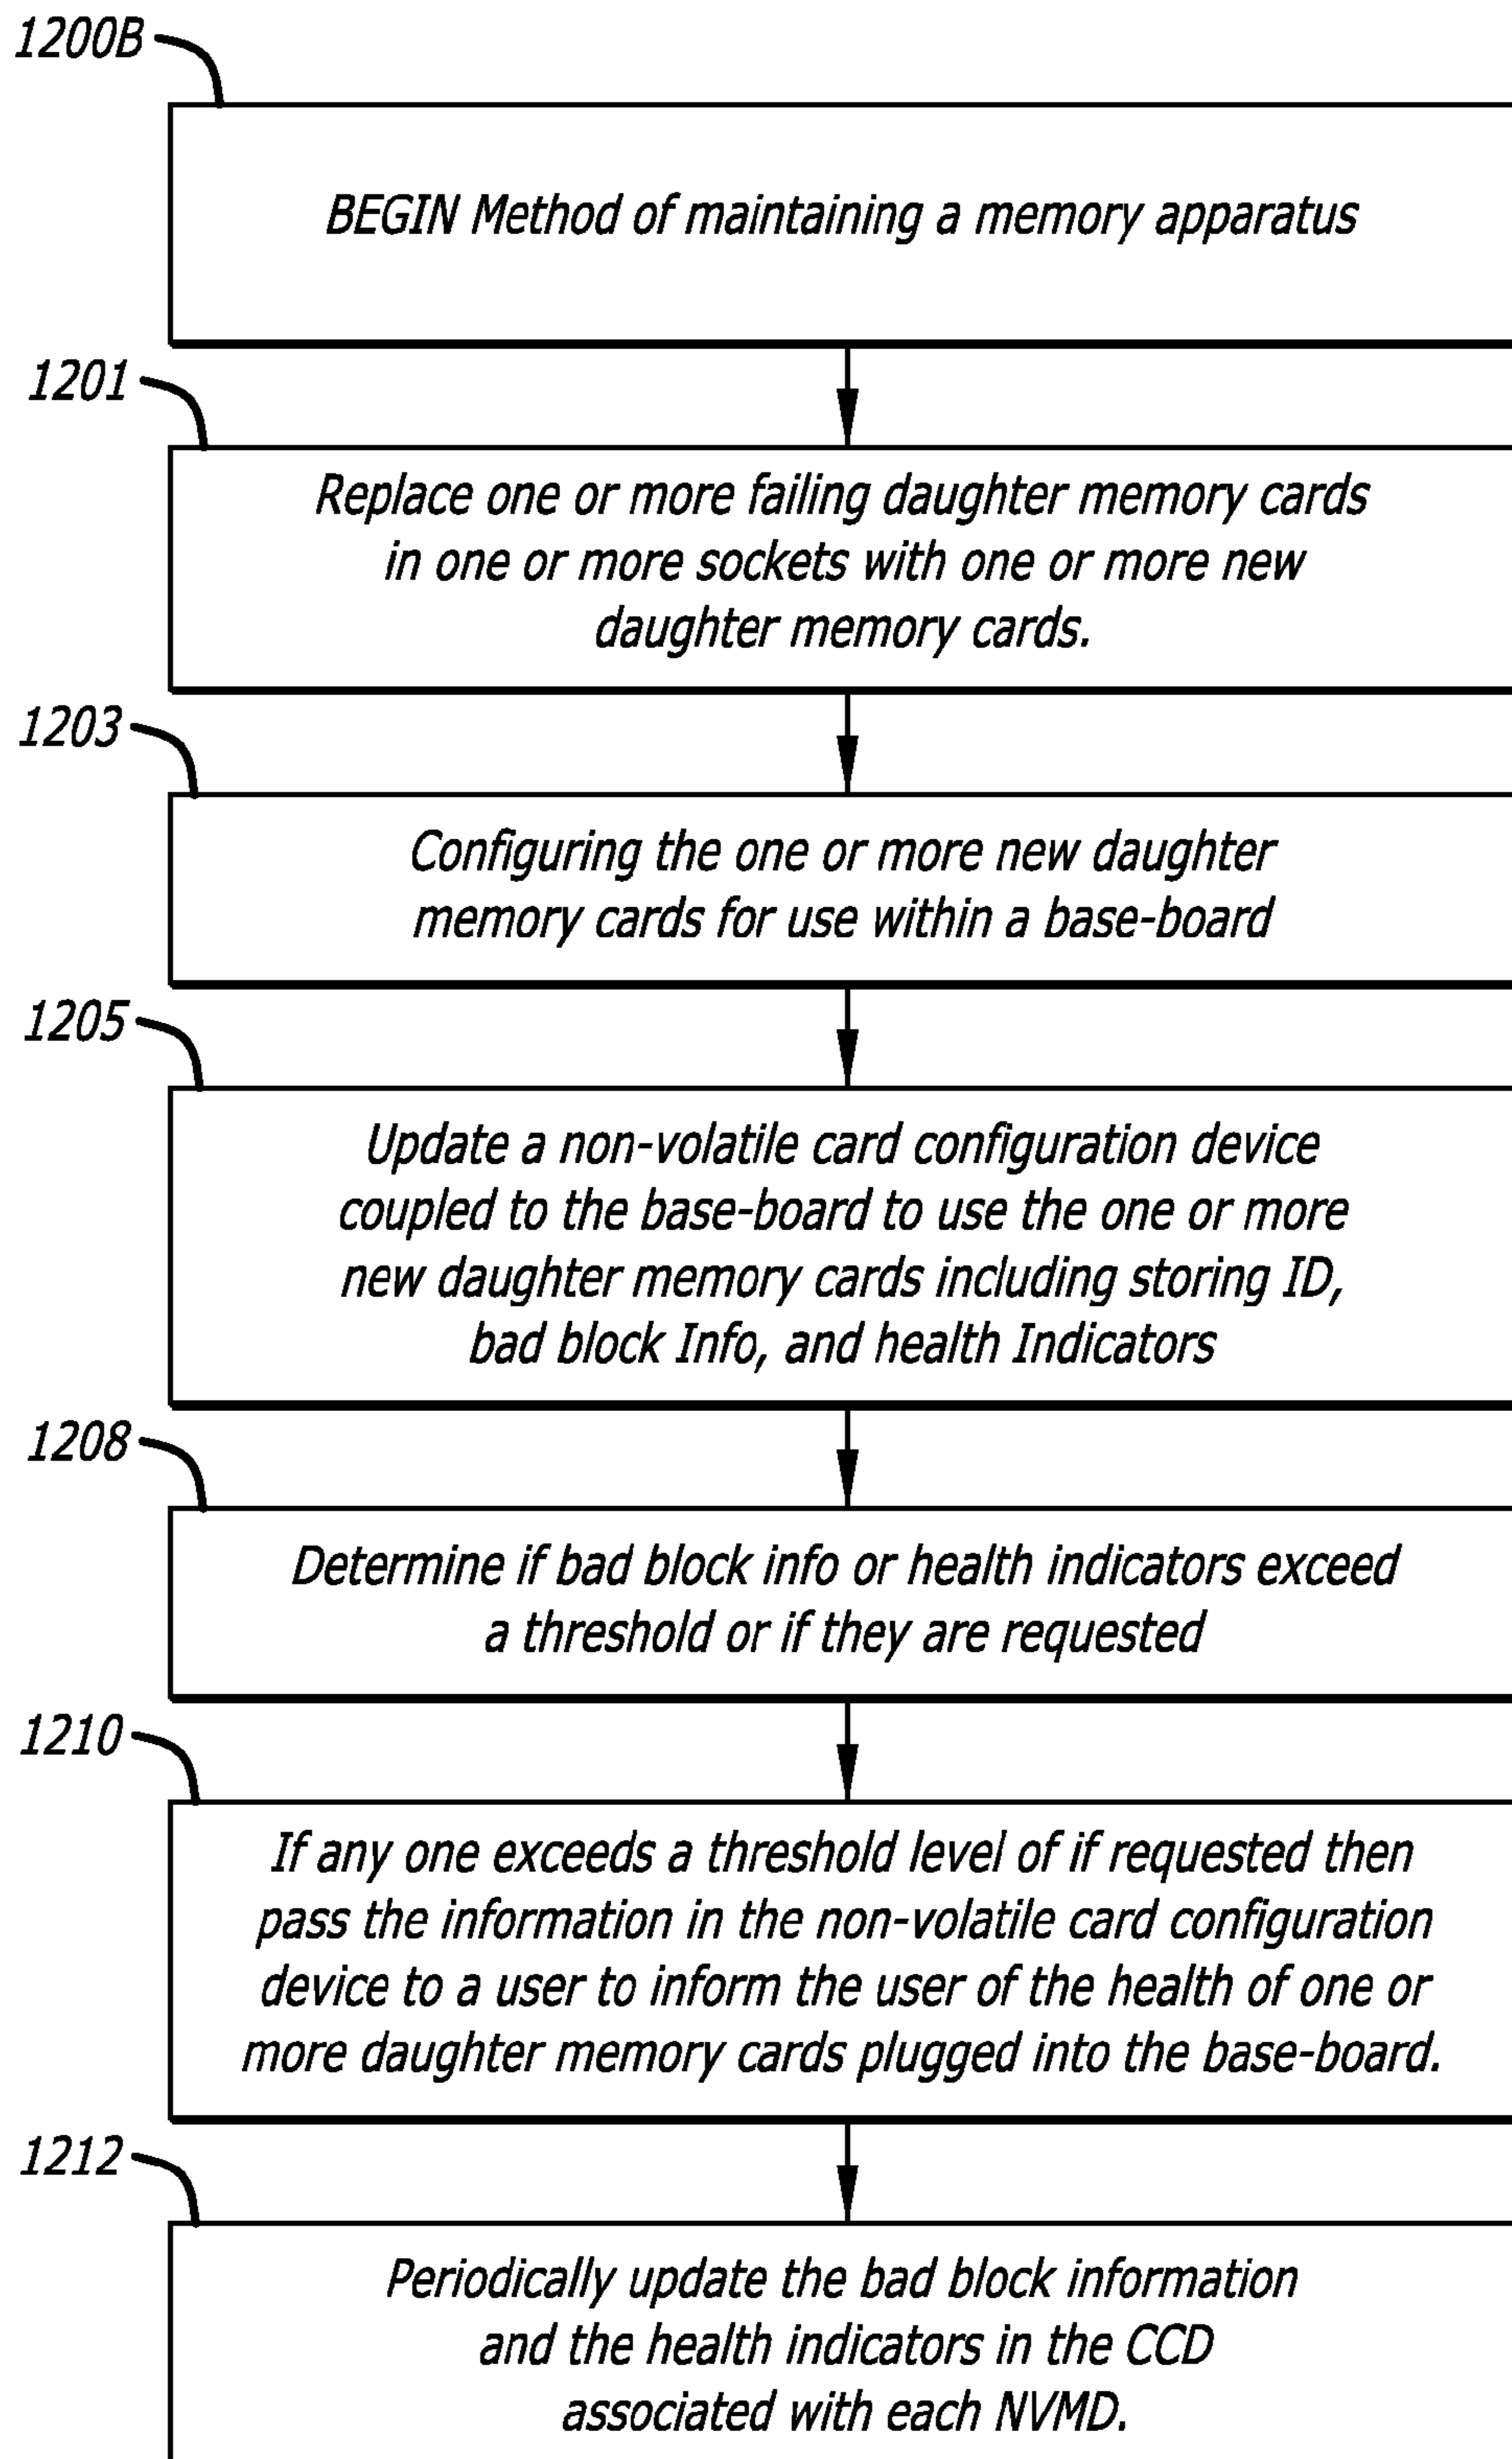 1200B
BEGIN Method of maintaining a memory apparatus
1201
Replace one or more failing daughter memory cards
in one or more sockets with one or more new
daughter memory cards.
1203
Configuring the one or more new daughter
memory cards for use within a base-board
1205
Update a non-volatile card configuration device
coupled to the base-board to use the one or more
new daughter memory cards including storing ID,
bad block Info, and health Indicators
1208
Determine if bad block info or health indicators exceed
a threshold or if they are requested
1210
If any one exceeds a threshold level of if requested then
pass the information in the non-volatile card configuration
device to a user to inform the user of the health of one or
more daughter memory cards plugged into the base-board.
1212
Periodically update the bad block information
and the health indicators in the CCD
associated with each NVMD.